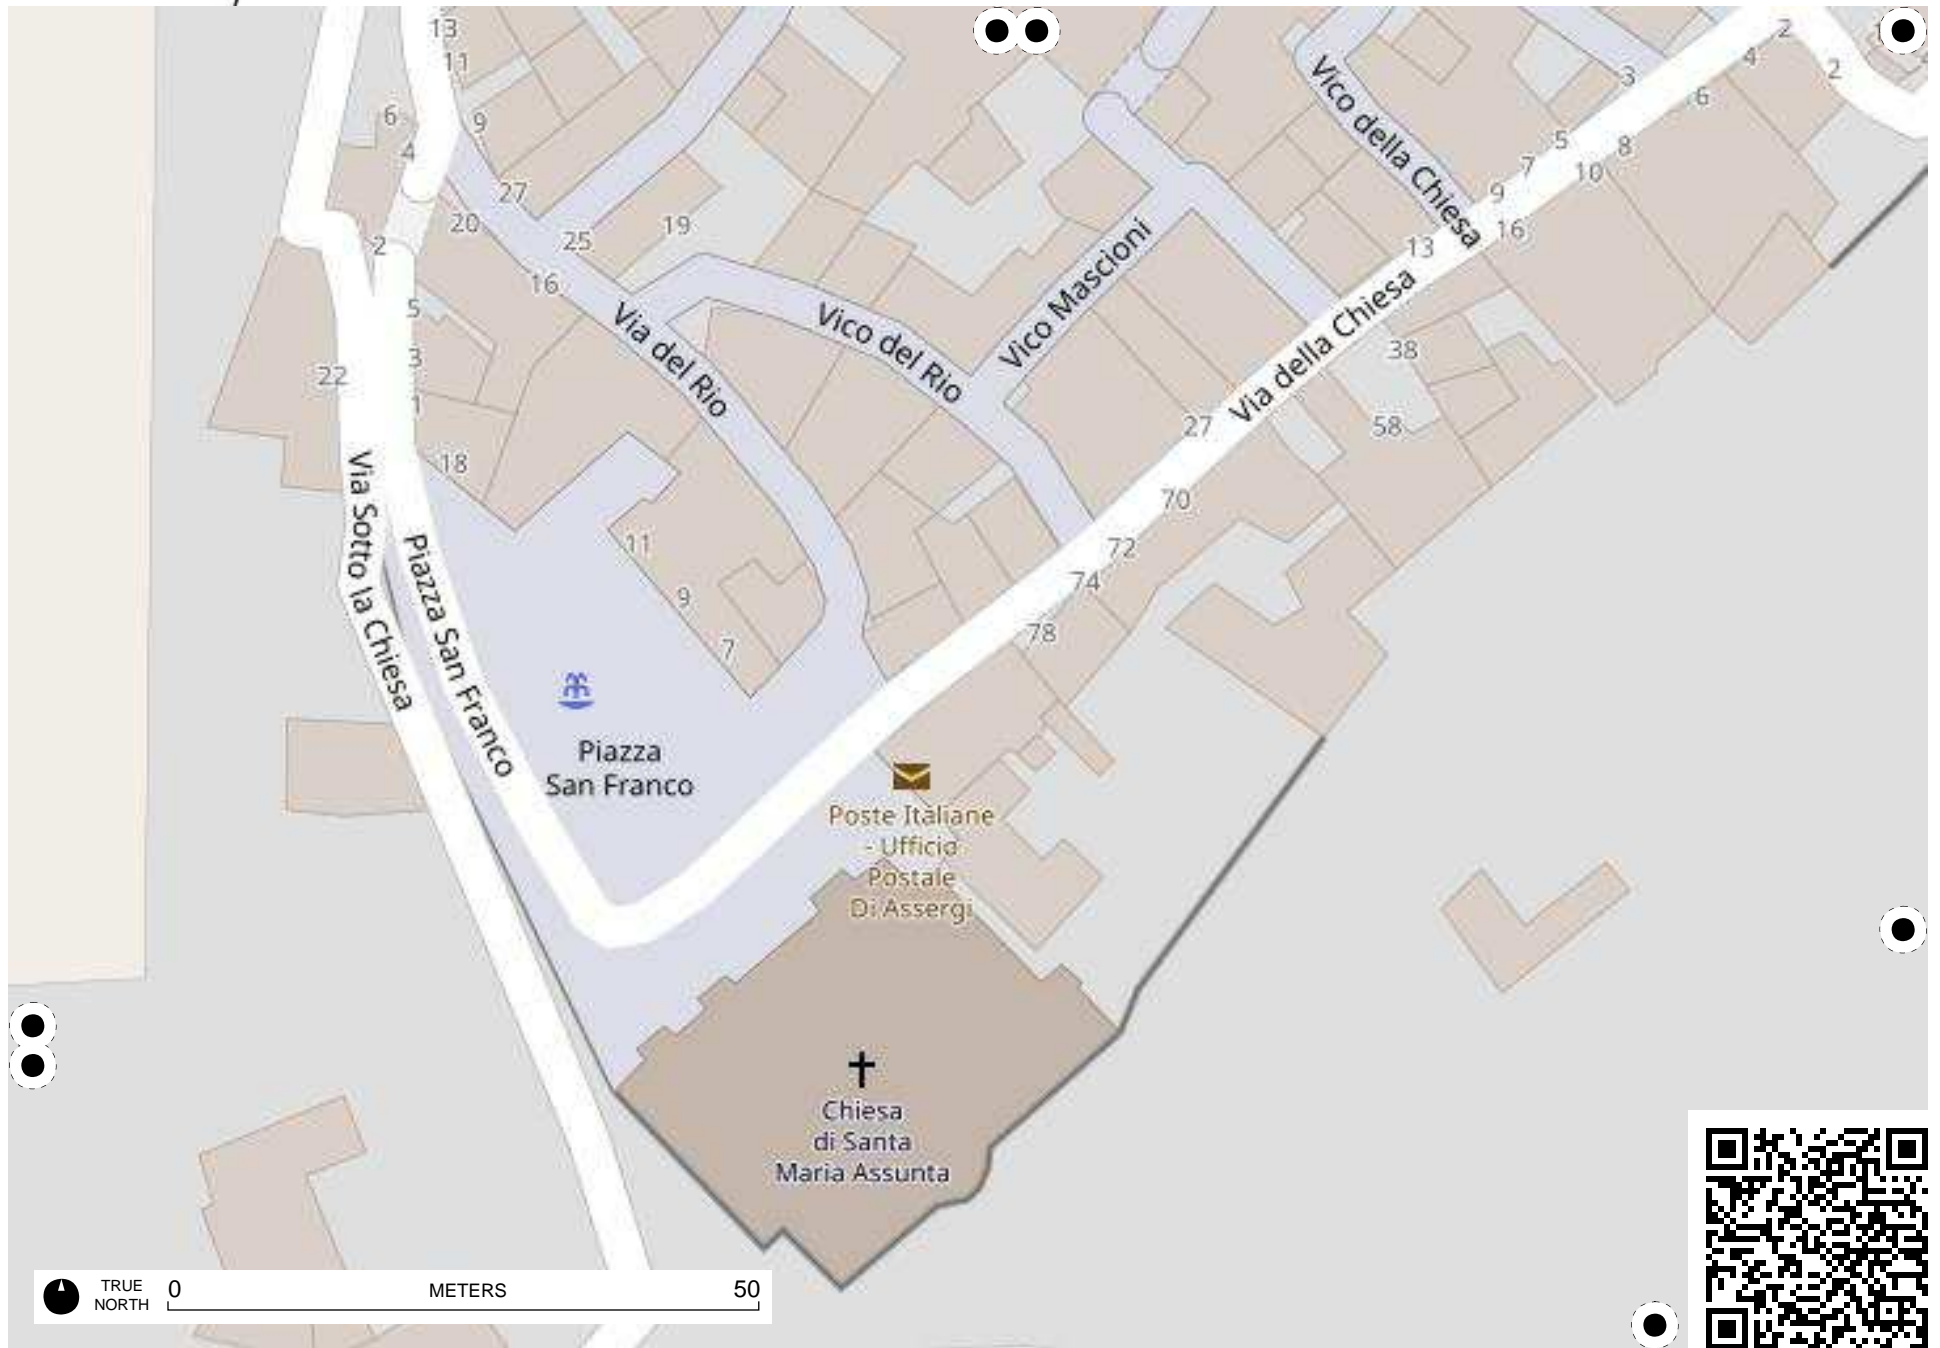 13
11
2
4
2
3
6
6
9
4
5
8
7
10
9
27
20
25
19
Vico della Chiesa
16
13
2
16
5
Via del Rio
Vico del Rio
Vico Mascioni
Via della Chiesa
38
3
22
1
27
58
18
70
Via Sotto la Chiesa
Piazza San Franco
11
72
74
9
78
7
Piazza
San Franco
Poste Italiane
- Ufficio
Postale
Di Assergi
Chiesa
di Santa
Maria Assunta
TRUE
NORTH
0
METERS
50